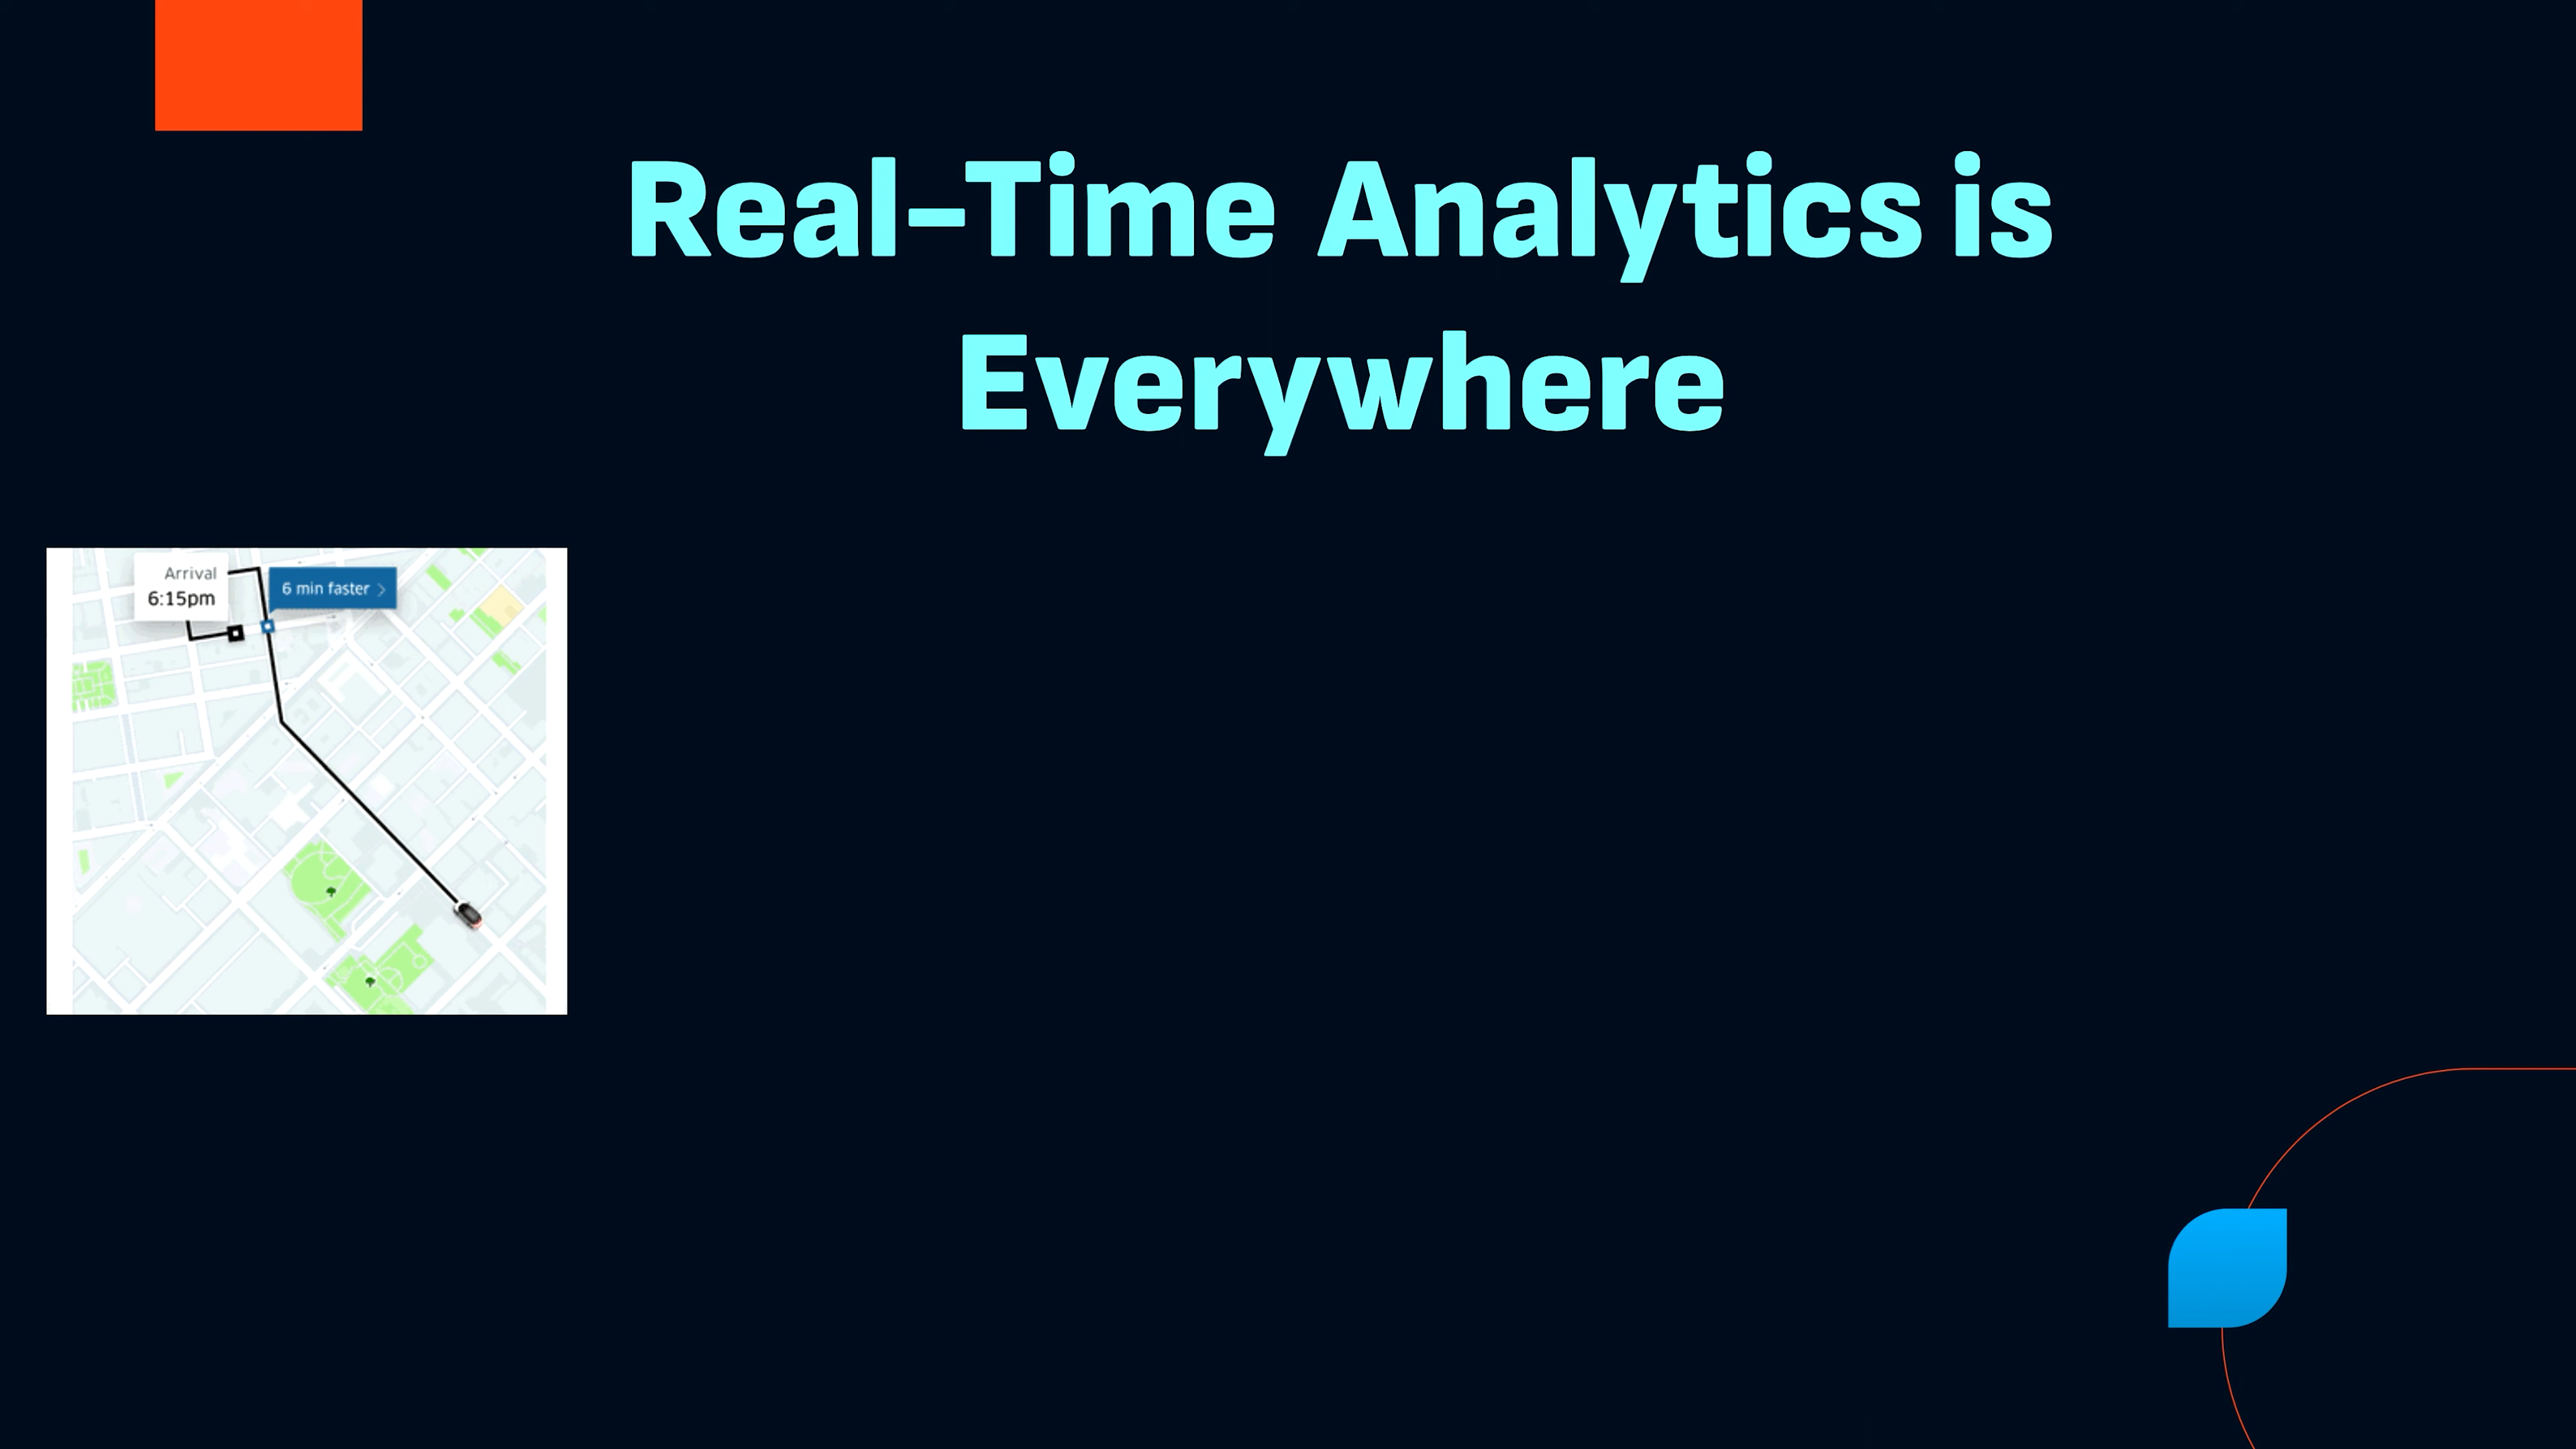 Real-Time Analytics is
Everywhere
Arrival
6:15pm
6 min faster >